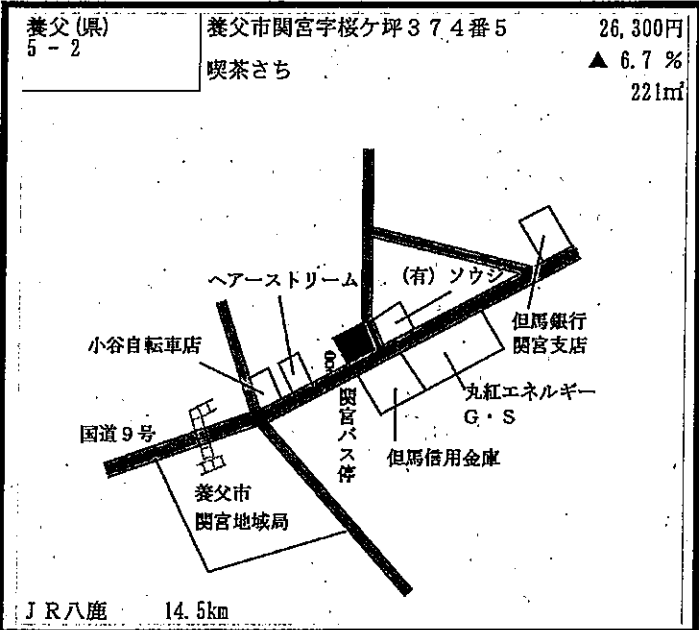 養父(県)
5－2
養父市関宮字桜ケ坪３７４番５
喫茶さち
26,300円
▲ 6.7 %
221㎡
ヘアーストリーム
(有) ソウシ
小谷自転車店
但馬銀行
関宮支店
丸紅エネルギー
G・S
国道９号
関宮バス停
但馬信用金庫
養父市
関宮地域局
ＪＲ八鹿 14.5km